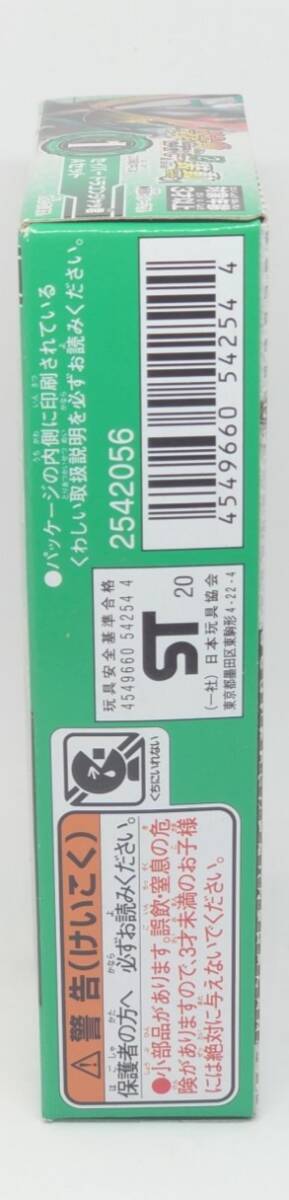 1
●パッケージの内側に印刷されている
くわしい取扱説明を必ずお読みください。
2542056
4549660 54254 4
玩具安全基準合格
4549660 54254 4
ST
20
(一社) 日本玩具協会
東京都墨田区東駒形4-22-4
くちにいれない
警告(けいこく)
保護者の方へ 必ずお読みください。
●小部品があります。誤飲・窒息の危
険がありますので、3才未満のお子様
には絶対に与えないでください。